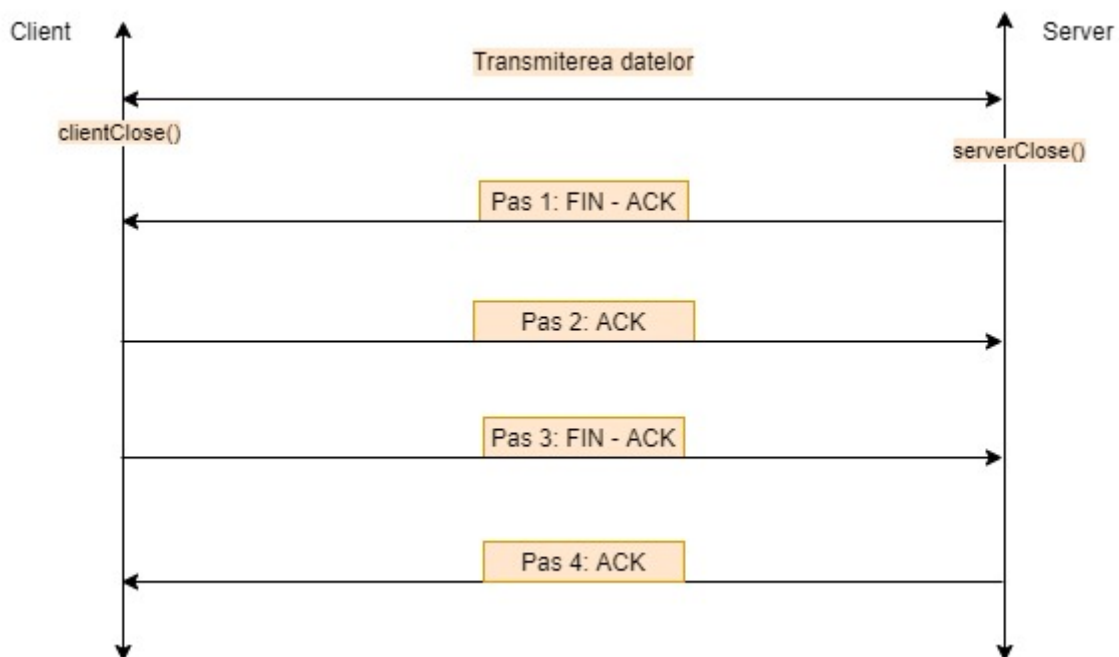 Client
Server
Transmiterea datelor
clientClose()
serverClose()
Pas 1: FIN - ACK
Pas 2: ACK
Pas 3: FIN - ACK
Pas 4: ACK